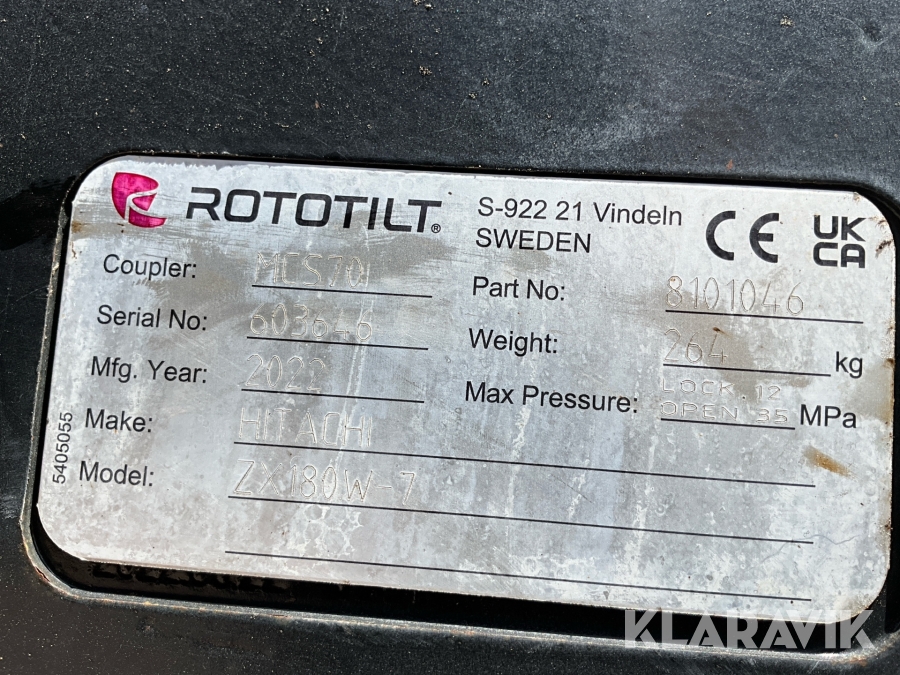 ROTOTILT®
S-922 21 Vindeln
SWEDEN
CE
UK
CA
Coupler: MCS70I
Part No: 8101046
Serial No: 603646
Weight: 264 kg
Mfg. Year: 2022
Max Pressure: LOCK.12
OPEN.35 MPa
Make: HITACHI
Model: ZX180W-7
5405055
KLARAVIK